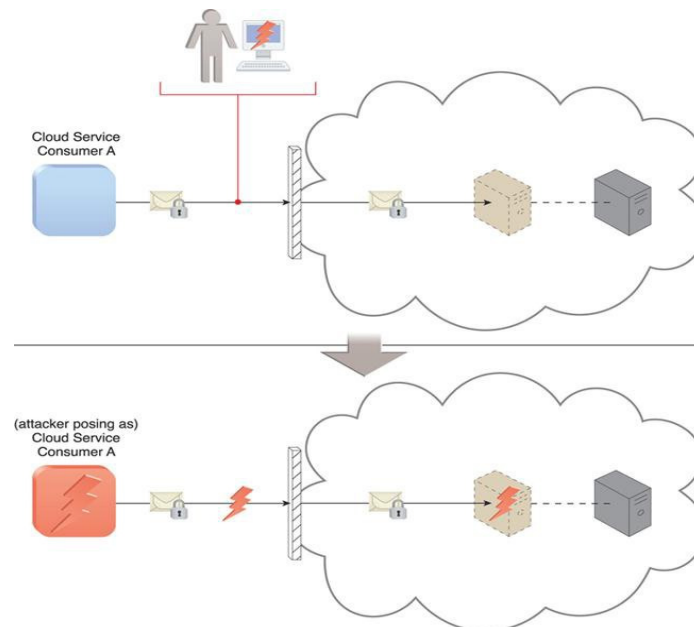 Cloud Service
Consumer A
(attacker posing as)
Cloud Service
Consumer A